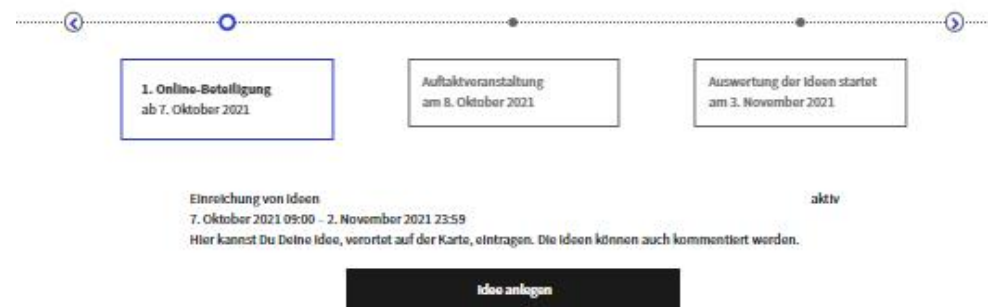 1. Online-Beteiligung
ab 7. Oktober 2021
Auftaktveranstaltung
am 8. Oktober 2021
Auswertung der Ideen startet
am 3. November 2021
Einreichung von Ideen
aktiv
7. Oktober 2021 09:00 – 2. November 2021 23:59
Hier kannst Du Deine Idee, verortet auf der Karte, eintragen. Die Ideen können auch kommentiert werden.
Idee anlegen